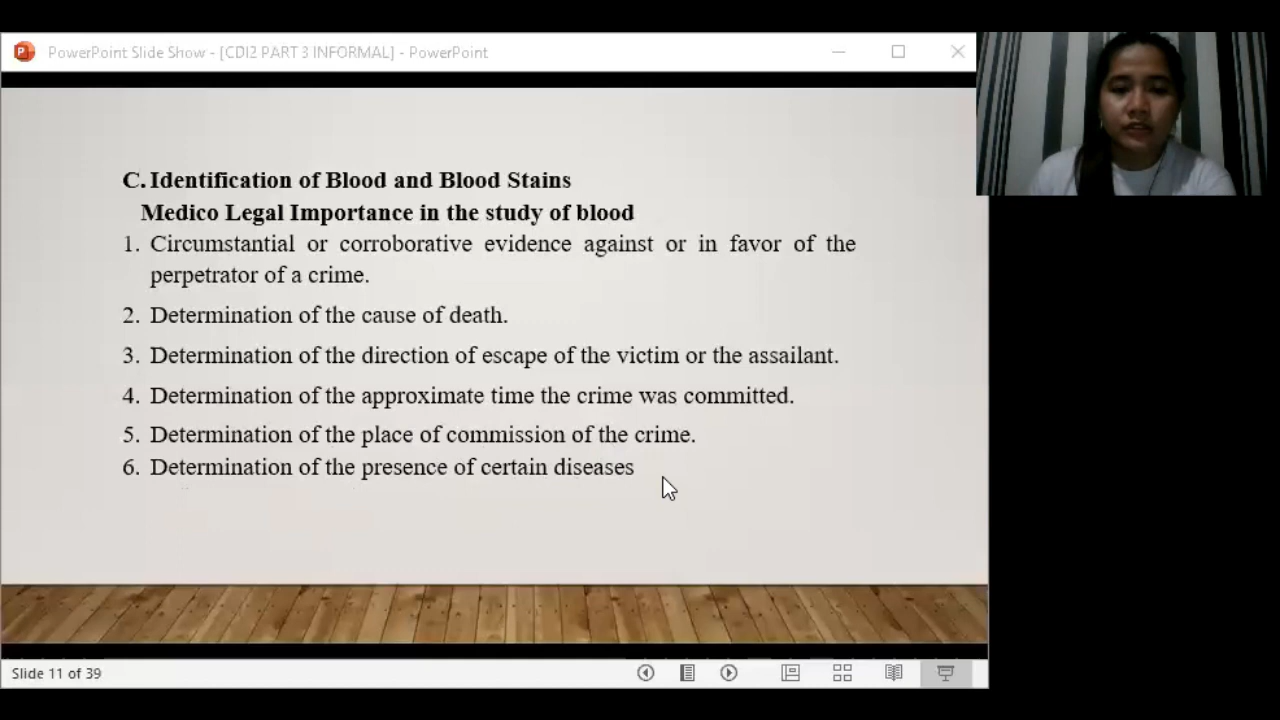 PowerPoint Slide Show - [CDI2 PART 3 INFORMAL] - PowerPoint
C. Identification of Blood and Blood Stains
Medico Legal Importance in the study of blood
1. Circumstantial or corroborative evidence against or in favor of the
perpetrator of a crime.
2. Determination of the cause of death.
3. Determination of the direction of escape of the victim or the assailant.
4. Determination of the approximate time the crime was committed.
5. Determination of the place of commission of the crime.
6. Determination of the presence of certain diseases
Slide 11 of 39